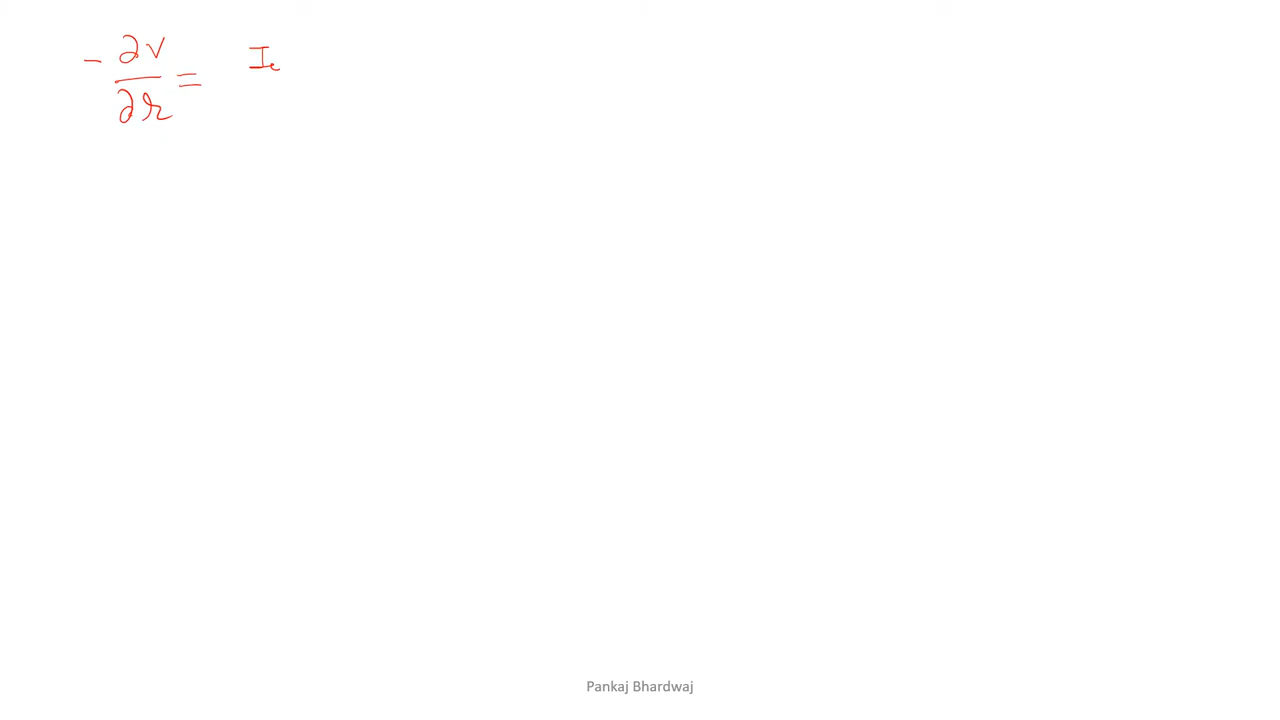 - ∂V/∂r = I
Pankaj Bhardwaj